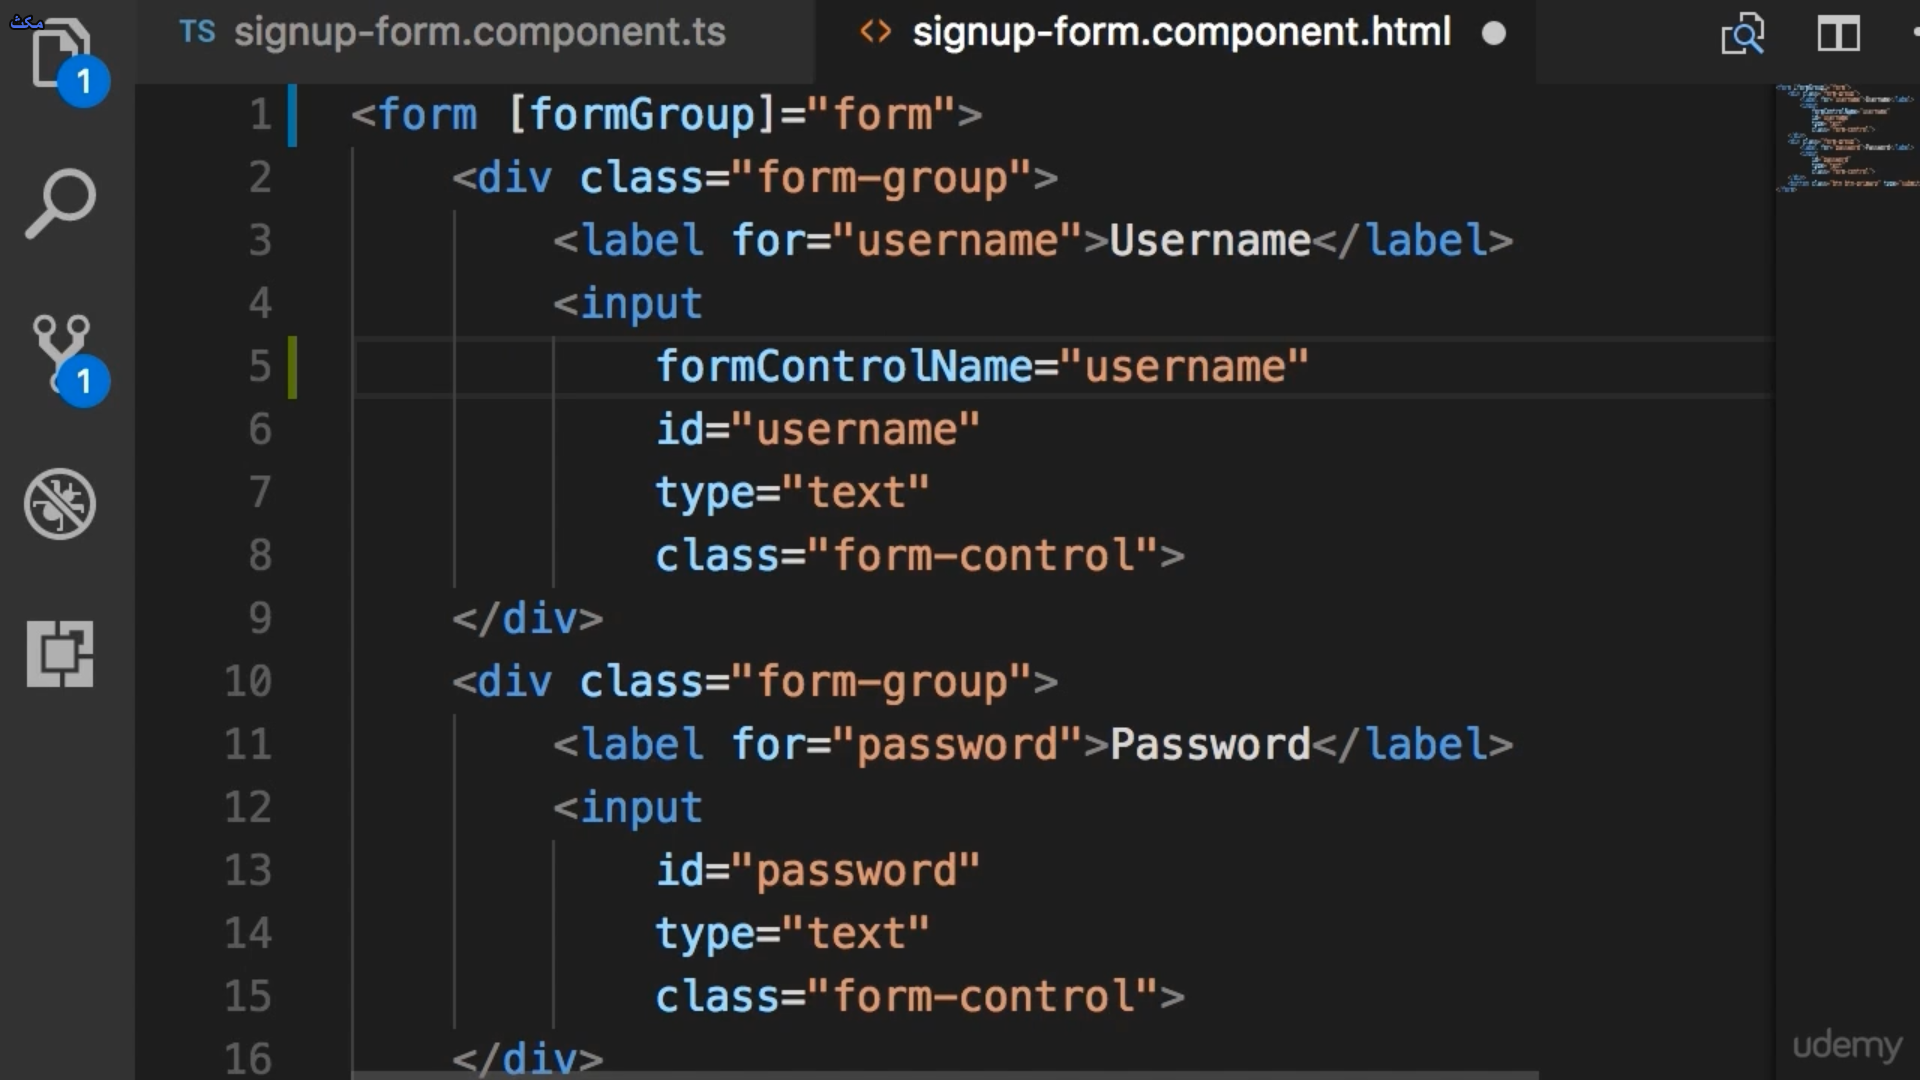 مكث
TS signup-form.component.ts
<> signup-form.component.html
1
1
1 <form [formGroup]="form">
2 <div class="form-group">
3 <label for="username">Username</label>
4 <input
5 formControlName="username"
6 id="username"
7 type="text"
8 class="form-control">
9 </div>
10 <div class="form-group">
11 <label for="password">Password</label>
12 <input
13 id="password"
14 type="text"
15 class="form-control">
16 </div>
udemy